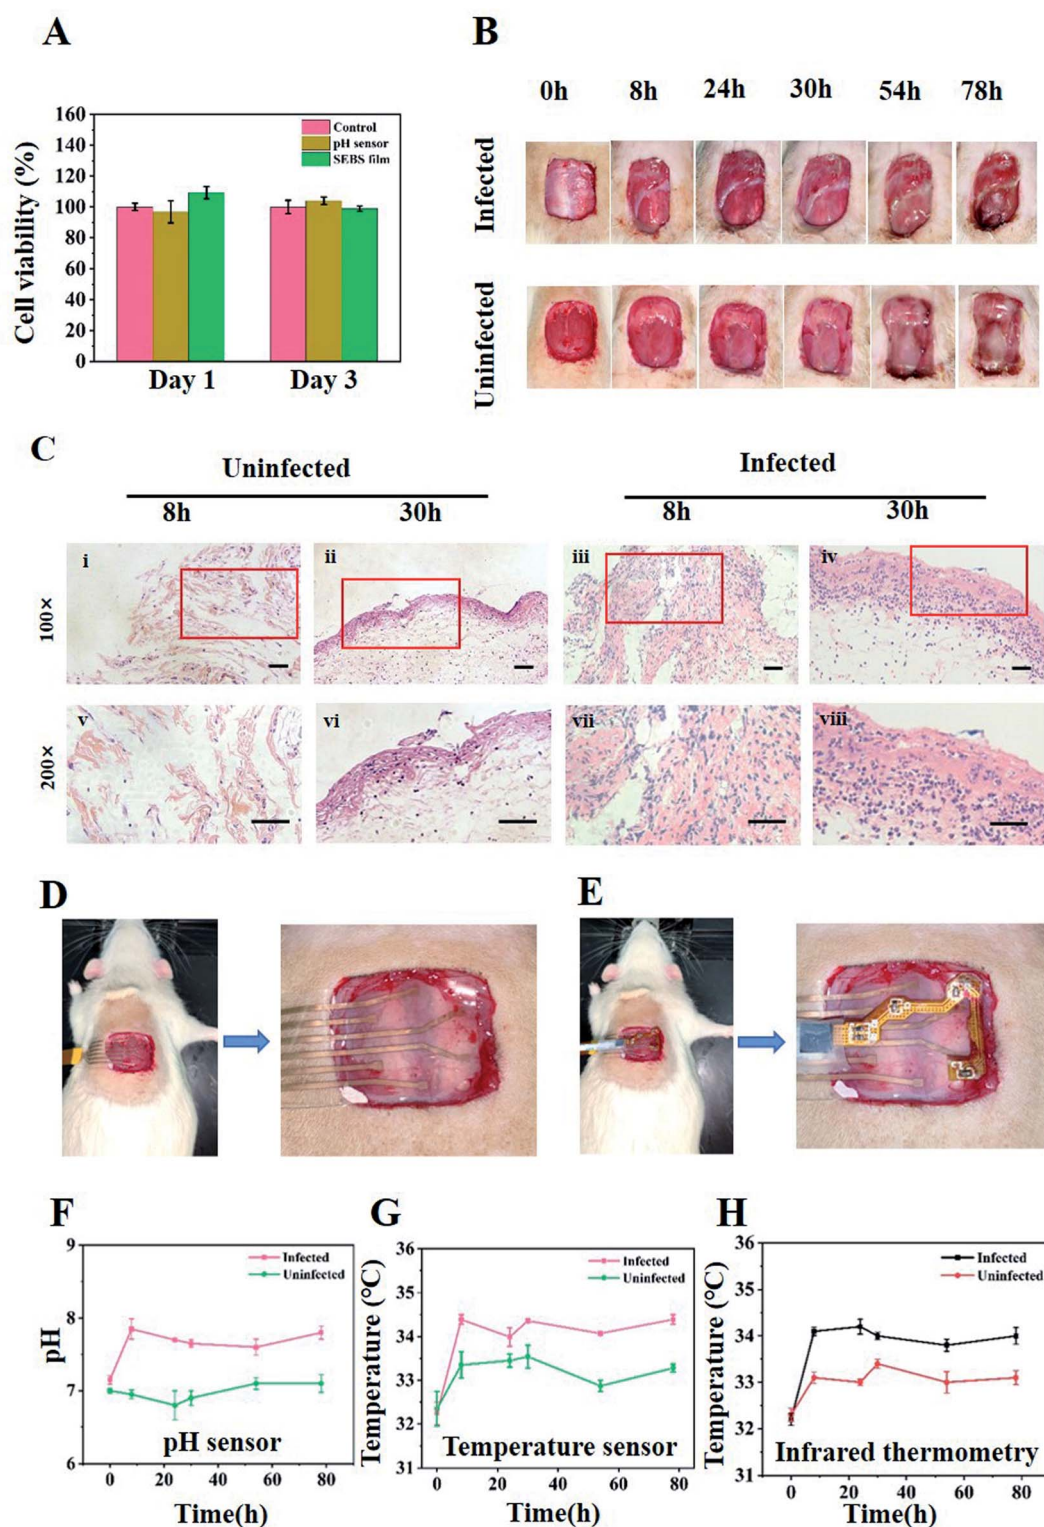 A
Cell viability (%)
160
140
120
100
80
60
40
20
0
Control
pH sensor
SEBS film
Day 1
Day 3
B
0h 8h 24h 30h 54h 78h
Infected
Uninfected
C
Uninfected
Infected
8h
30h
8h
30h
100×
i
ii
iii
iv
200×
v
vi
vii
viii
D
E
F
pH
9
8
7
6
Infected
Uninfected
pH sensor
0 20 40 60 80
Time(h)
G
Temperature (℃)
36
35
34
33
32
31
Infected
Uninfected
Temperature sensor
0 20 40 60 80
Time(h)
H
Temperature (℃)
36
35
34
33
32
31
Infected
Uninfected
Infrared thermometry
0 20 40 60 80
Time(h)